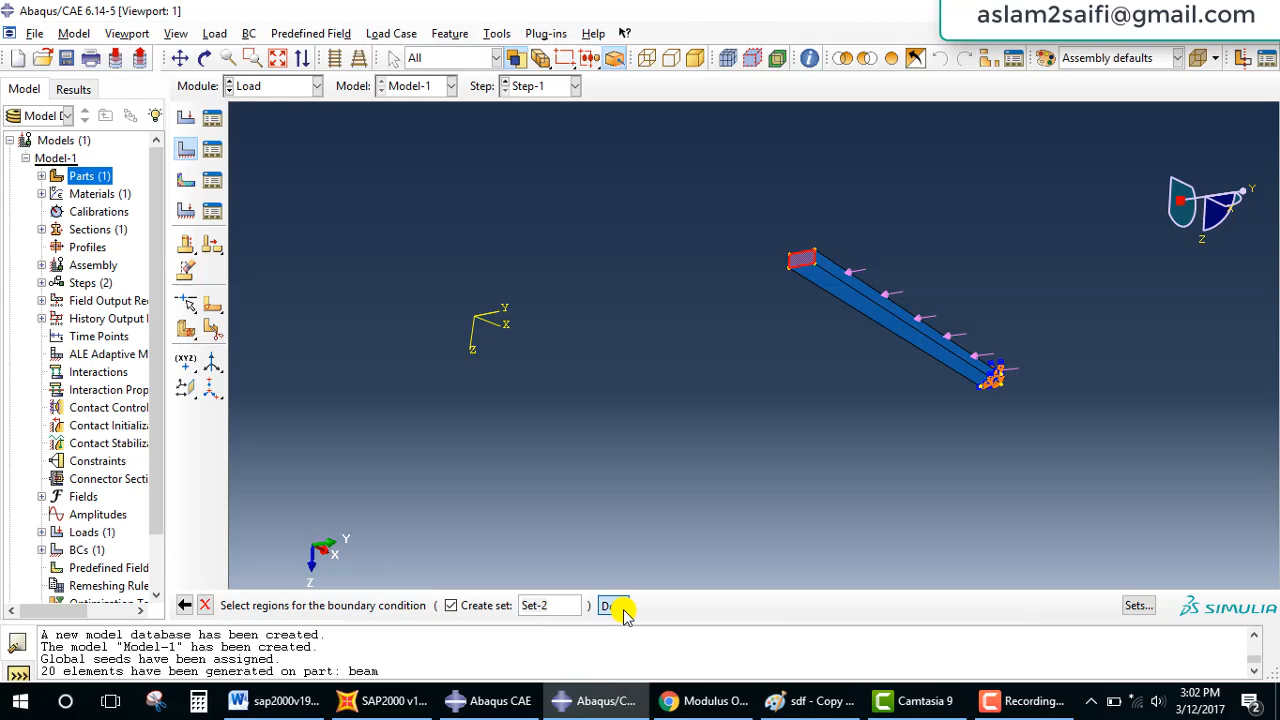 Abaqus/CAE 6.14-5 [Viewport: 1]
aslam2saifi@gmail.com
File Model Viewport View Load BC Predefined Field Load Case Feature Tools Plug-ins Help
All
Assembly defaults
Model Results
Module: Load Model: Model-1 Step: Step-1
Model D
Models (1)
Model-1
Parts (1)
Materials (1)
Calibrations
Sections (1)
Profiles
Assembly
Steps (2)
Field Output Re
History Output
Time Points
ALE Adaptive M
Interactions
Interaction Prop
Contact Control
Contact Initializ
Contact Stabiliz
Constraints
Connector Secti
Fields
Amplitudes
Loads (1)
BCs (1)
Predefined Field
Remeshing Rule
Y
Z
Y
X
Z
Y
X
Z
(XYZ)
Select regions for the boundary condition ( Create set: Set-2 ) Do
Sets...
SIMULIA
A new model database has been created.
The model "Model-1" has been created.
Global seeds have been assigned.
20 elements have been generated on part: beam
>>>
sap2000v19... SAP2000 v1... Abaqus CAE Abaqus/C... Modulus O... sdf - Copy ... Camtasia 9 Recording...
3:02 PM
3/12/2017
2